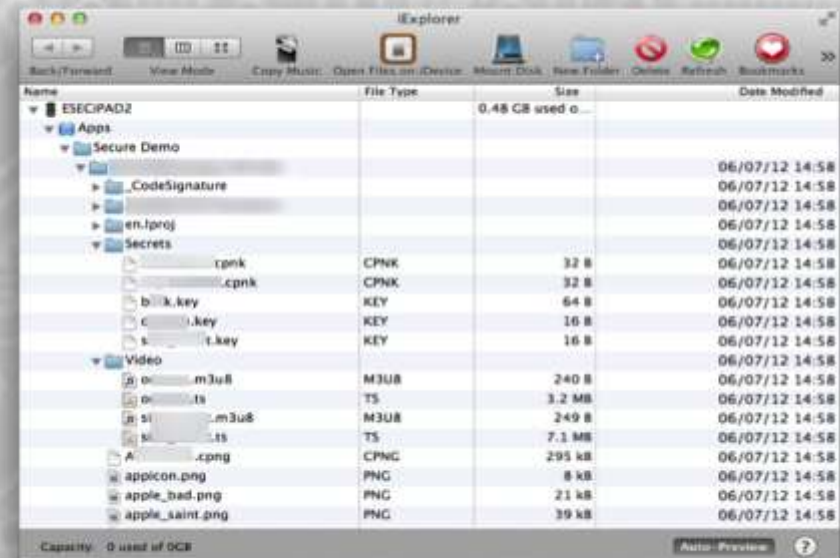 iExplorer
Back/Forward View Mode Copy Music Open Files on iDevice Mount Disk New Folder Delete Refresh Bookmarks
Name File Type Size Date Modified
ESECiPAD2 0.48 GB used o...
Apps
Secure Demo
06/07/12 14:58
_CodeSignature 06/07/12 14:58
06/07/12 14:58
en.lproj 06/07/12 14:58
Secrets 06/07/12 14:58
cpnk CPNK 32 B 06/07/12 14:58
.cpnk CPNK 32 B 06/07/12 14:58
b k.key KEY 64 B 06/07/12 14:58
c .key KEY 16 B 06/07/12 14:58
s t.key KEY 16 B 06/07/12 14:58
Video 06/07/12 14:58
o .m3u8 M3U8 240 B 06/07/12 14:58
o .ts TS 3.2 MB 06/07/12 14:58
si .m3u8 M3U8 249 B 06/07/12 14:58
si .ts TS 7.1 MB 06/07/12 14:58
A .cpng CPNG 295 kB 06/07/12 14:58
appicon.png PNG 8 kB 06/07/12 14:58
apple_bad.png PNG 21 kB 06/07/12 14:58
apple_saint.png PNG 39 kB 06/07/12 14:58
Capacity: 0 used of 0GB Auto-Preview ?